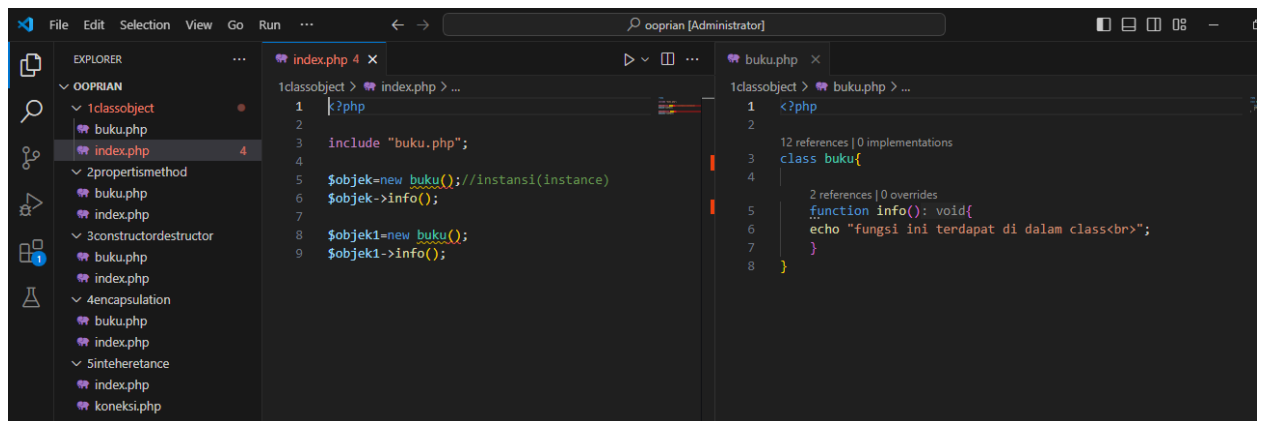 File Edit Selection View Go Run ··· ooprian [Administrator]
EXPLORER ···
OOPRIAN
1classobject
buku.php
index.php 4
2propertismethod
buku.php
index.php
3constructordestructor
buku.php
index.php
4encapsulation
buku.php
index.php
5inteheretance
index.php
koneksi.php
1
index.php 4
1classobject > index.php > ...
1 <?php
2
3 include "buku.php";
4
5 $objek=new buku();//instansi(instance)
6 $objek->info();
7
8 $objek1=new buku();
9 $objek1->info();
buku.php
1classobject > buku.php > ...
1 <?php
2
12 references | 0 implementations
3 class buku{
4
2 references | 0 overrides
5 function info(): void{
6 echo "fungsi ini terdapat di dalam class<br>";
7 }
8 }